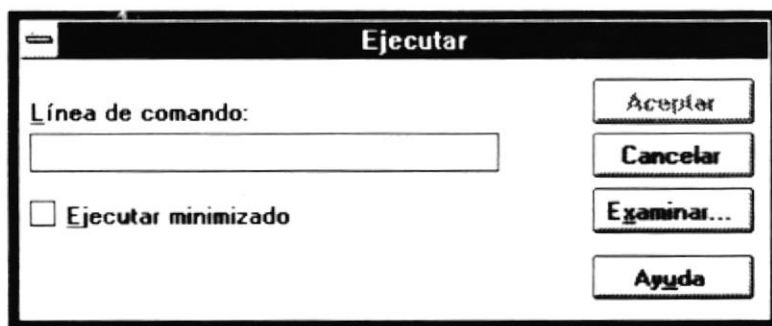 Ejecutar
Línea de comando:
Ejecutar minimizado
Aceptar
Cancelar
Examinar...
Ayuda